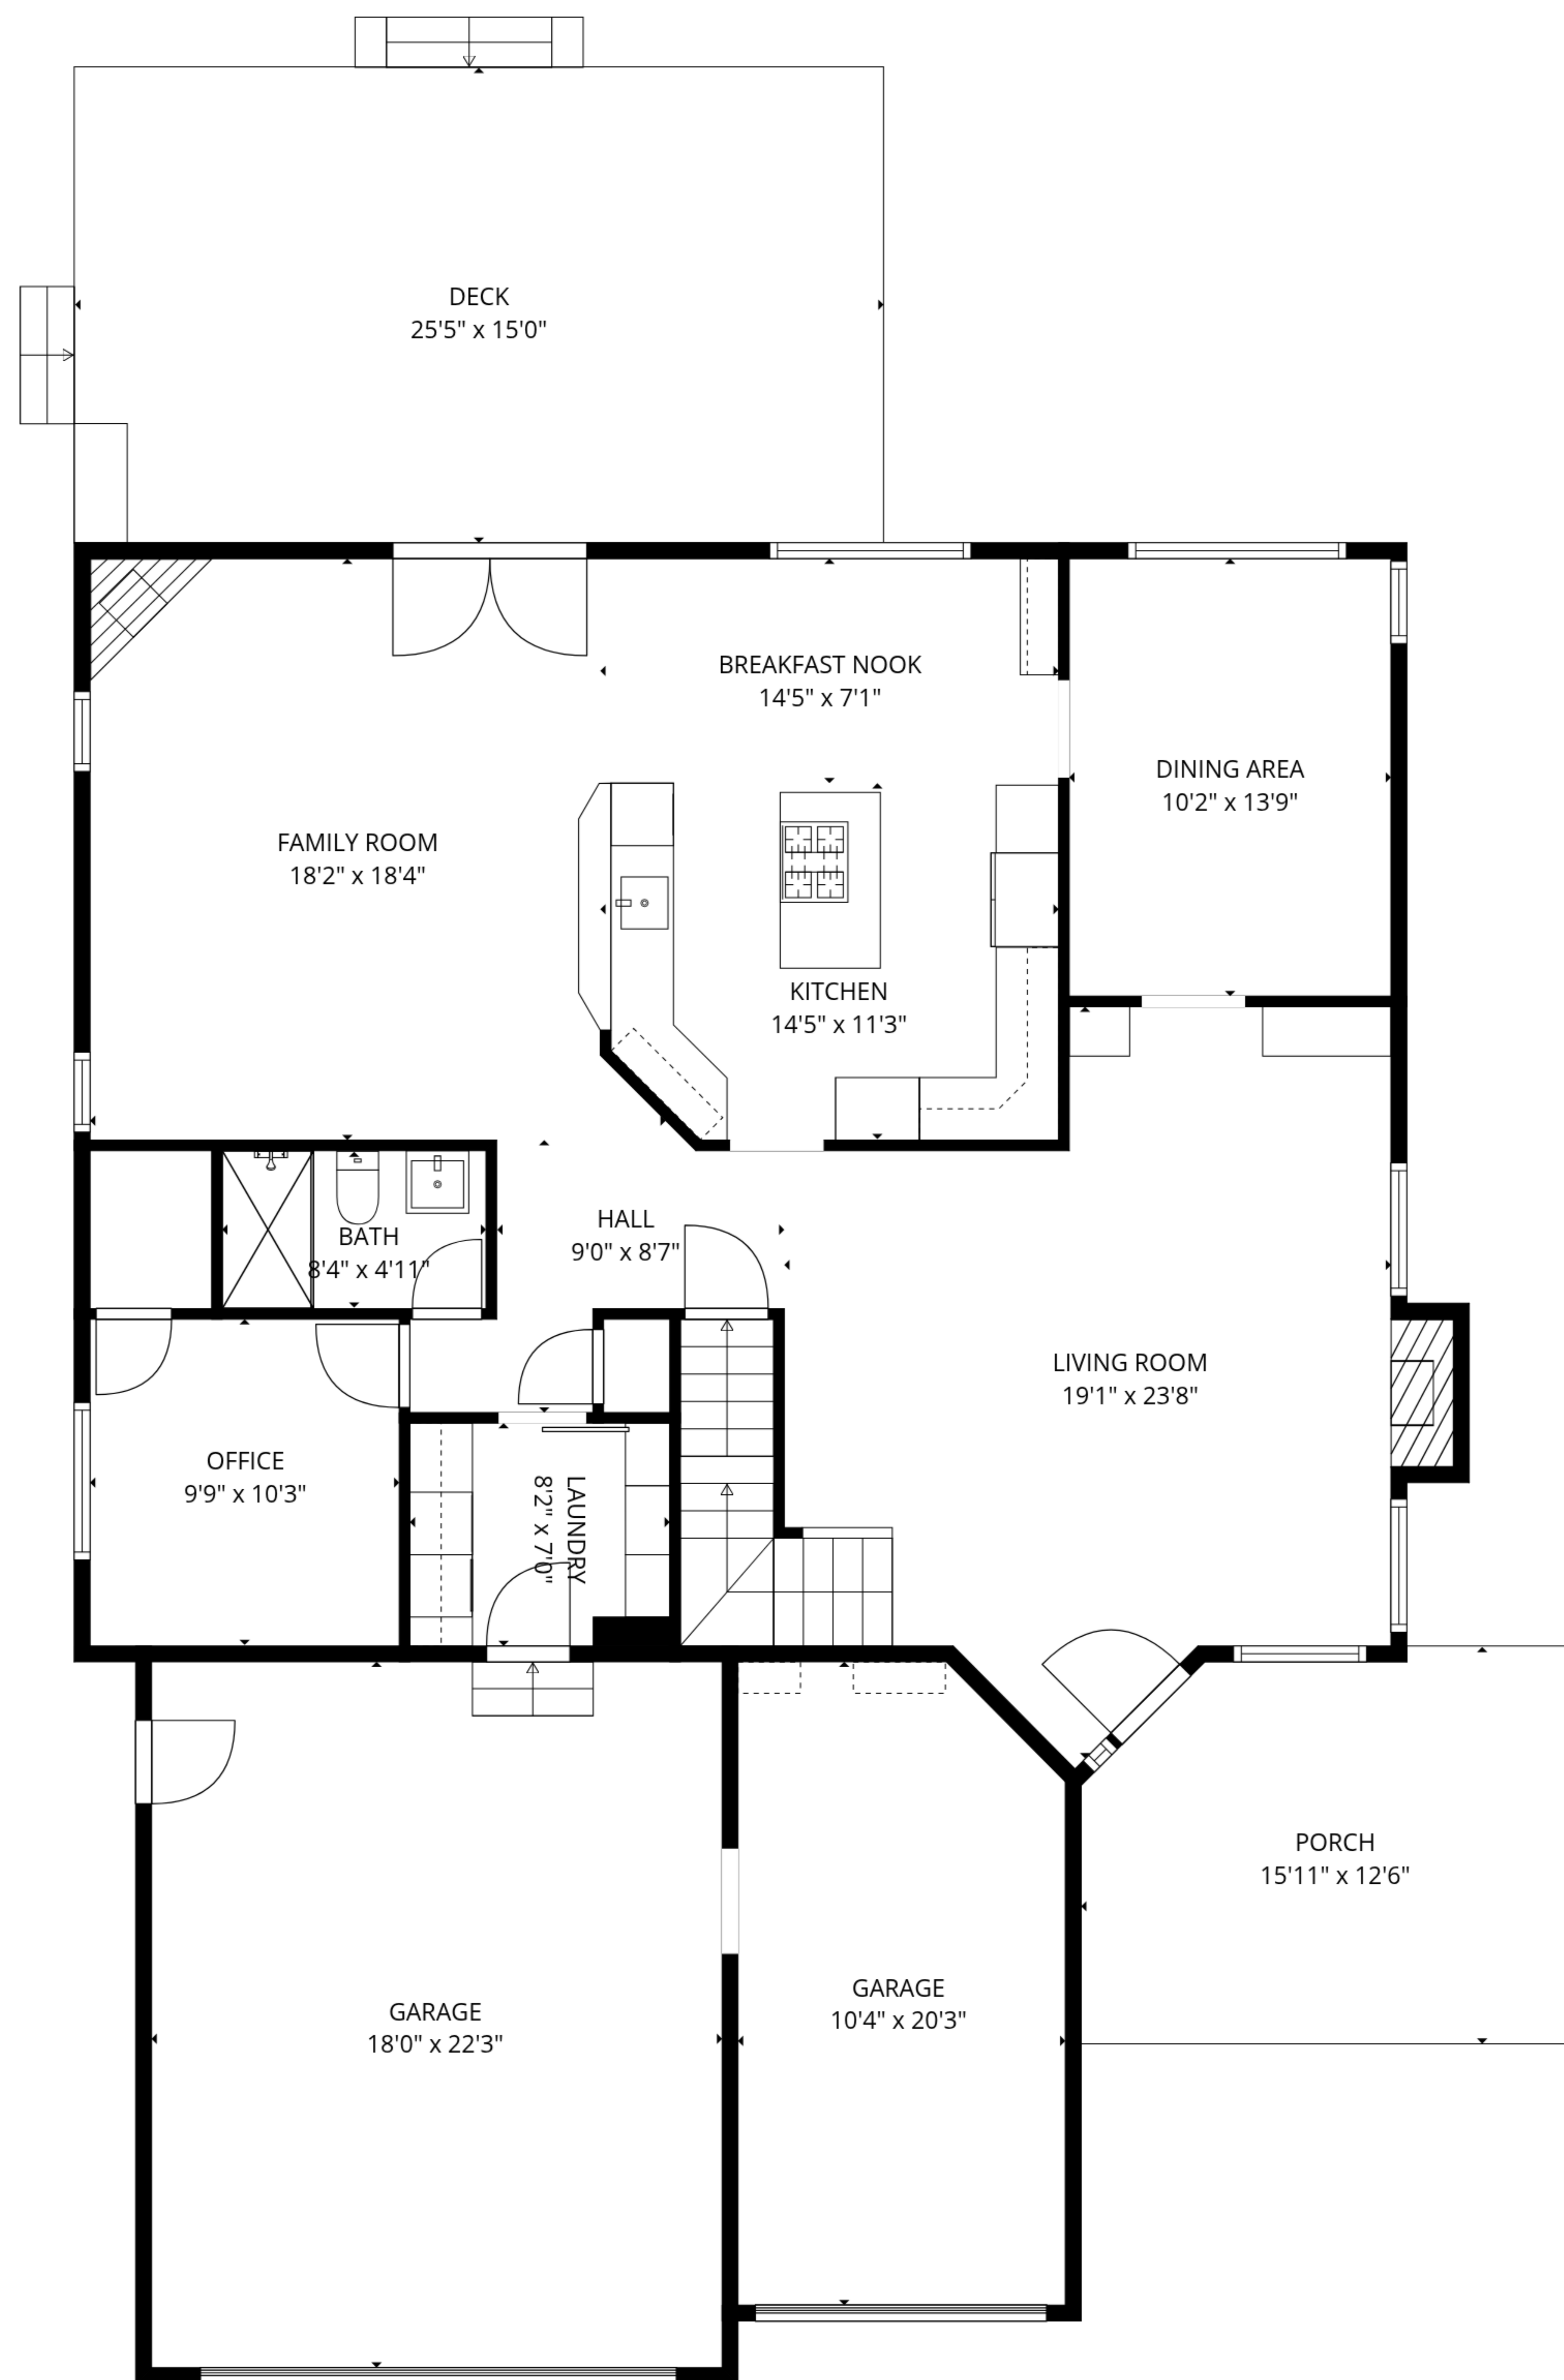 DECK
25'5" x 15'0"
BREAKFAST NOOK
14'5" x 7'1"
DINING AREA
10'2" x 13'9"
FAMILY ROOM
18'2" x 18'4"
KITCHEN
14'5" x 11'3"
HALL
9'0" x 8'7"
BATH
8'4" x 4'11"
LIVING ROOM
19'1" x 23'8"
OFFICE
9'9" x 10'3"
LAUNDRY
8'2" x 7'0"
PORCH
15'11" x 12'6"
GARAGE
10'4" x 20'3"
GARAGE
18'0" x 22'3"